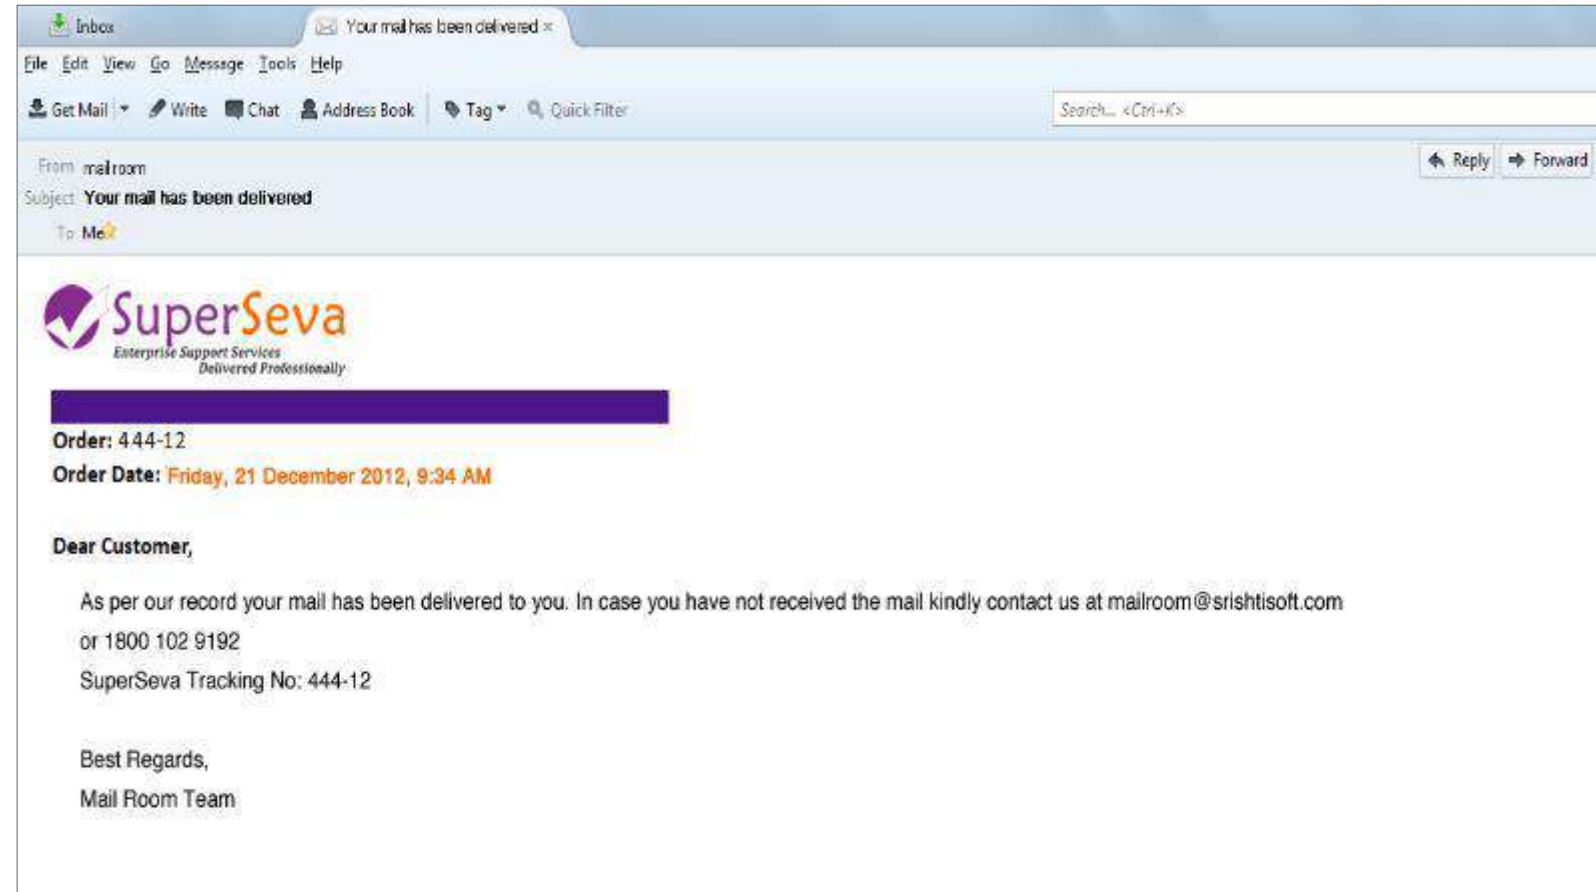 Inbox
Your mail has been delivered ×
File Edit View Go Message Tools Help
Get Mail Write Chat Address Book Tag Quick Filter
Search... <Ctrl+K>
From mailroom
Reply Forward
Subject Your mail has been delivered
To Me
SuperSeva
Enterprise Support Services
Delivered Professionally
Order: 444-12
Order Date: Friday, 21 December 2012, 9:34 AM
Dear Customer,
As per our record your mail has been delivered to you. In case you have not received the mail kindly contact us at mailroom@srishtisoft.com
or 1800 102 9192
SuperSeva Tracking No: 444-12
Best Regards,
Mail Room Team